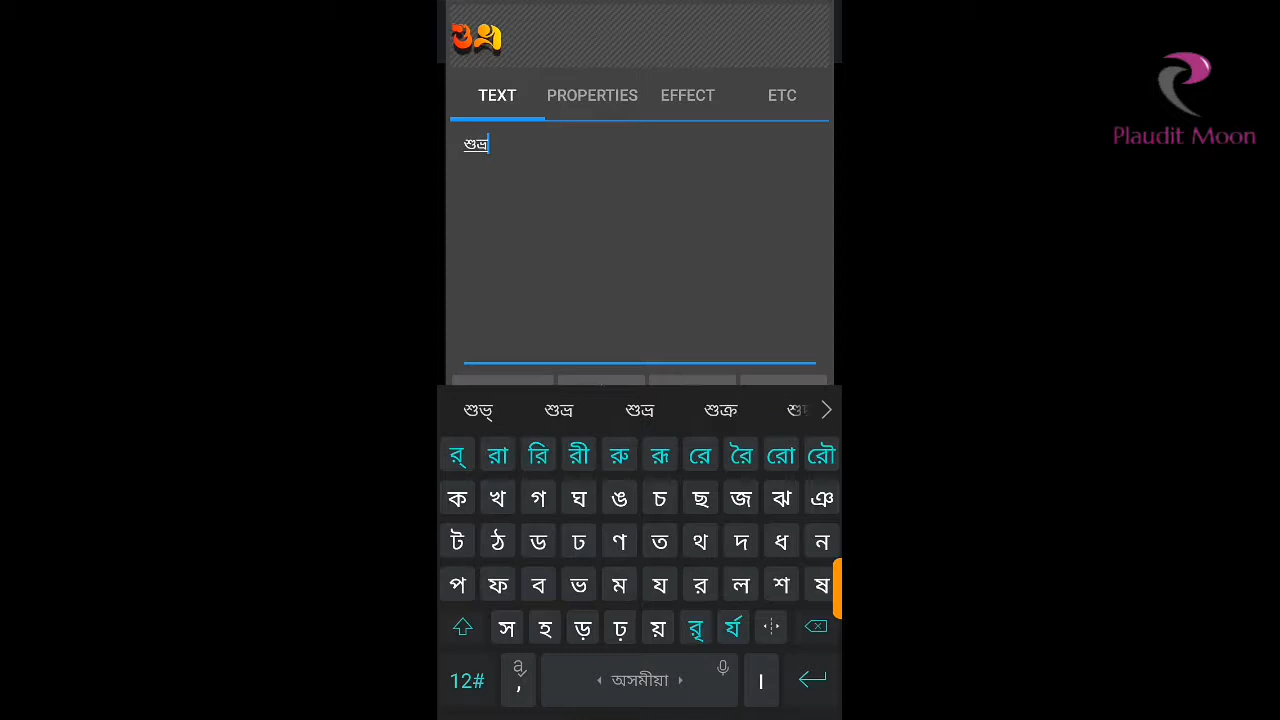 শুভ্র
Plaudit Moon
TEXT PROPERTIES EFFECT ETC
শুভ্র
শুভ্ শুভ্র শুভ্র শুক্র
র্ রা রি রী রু রূ রে রৈ রো রৌ
ক খ গ ঘ ঙ চ ছ জ ঝ ঞ
ট ঠ ড ঢ ণ ত থ দ ধ ন
প ফ ব ভ ম য র ল শ ষ
স হ ড় ঢ় য় রৃ র্য
12# a , অসমীয়া ।